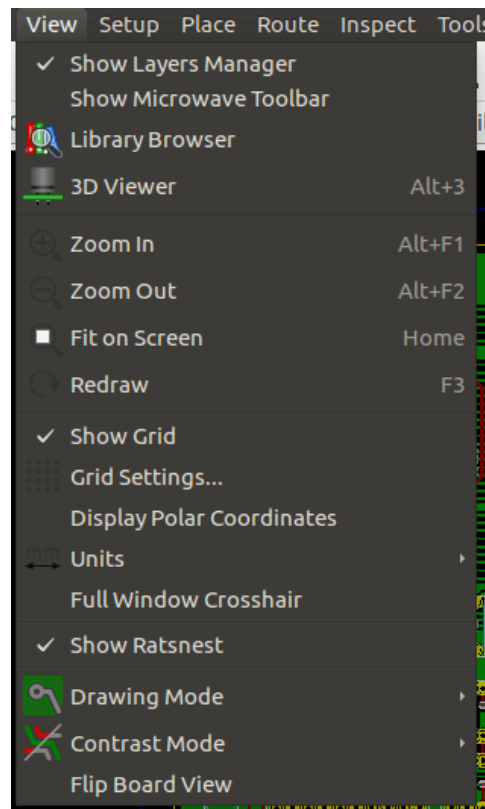 View Setup Place Route Inspect Tools
Show Layers Manager
Show Microwave Toolbar
Library Browser
3D Viewer Alt+3
Zoom In Alt+F1
Zoom Out Alt+F2
Fit on Screen Home
Redraw F3
Show Grid
Grid Settings...
Display Polar Coordinates
mm Units
Full Window Crosshair
Show Ratsnest
Drawing Mode
Contrast Mode
Flip Board View